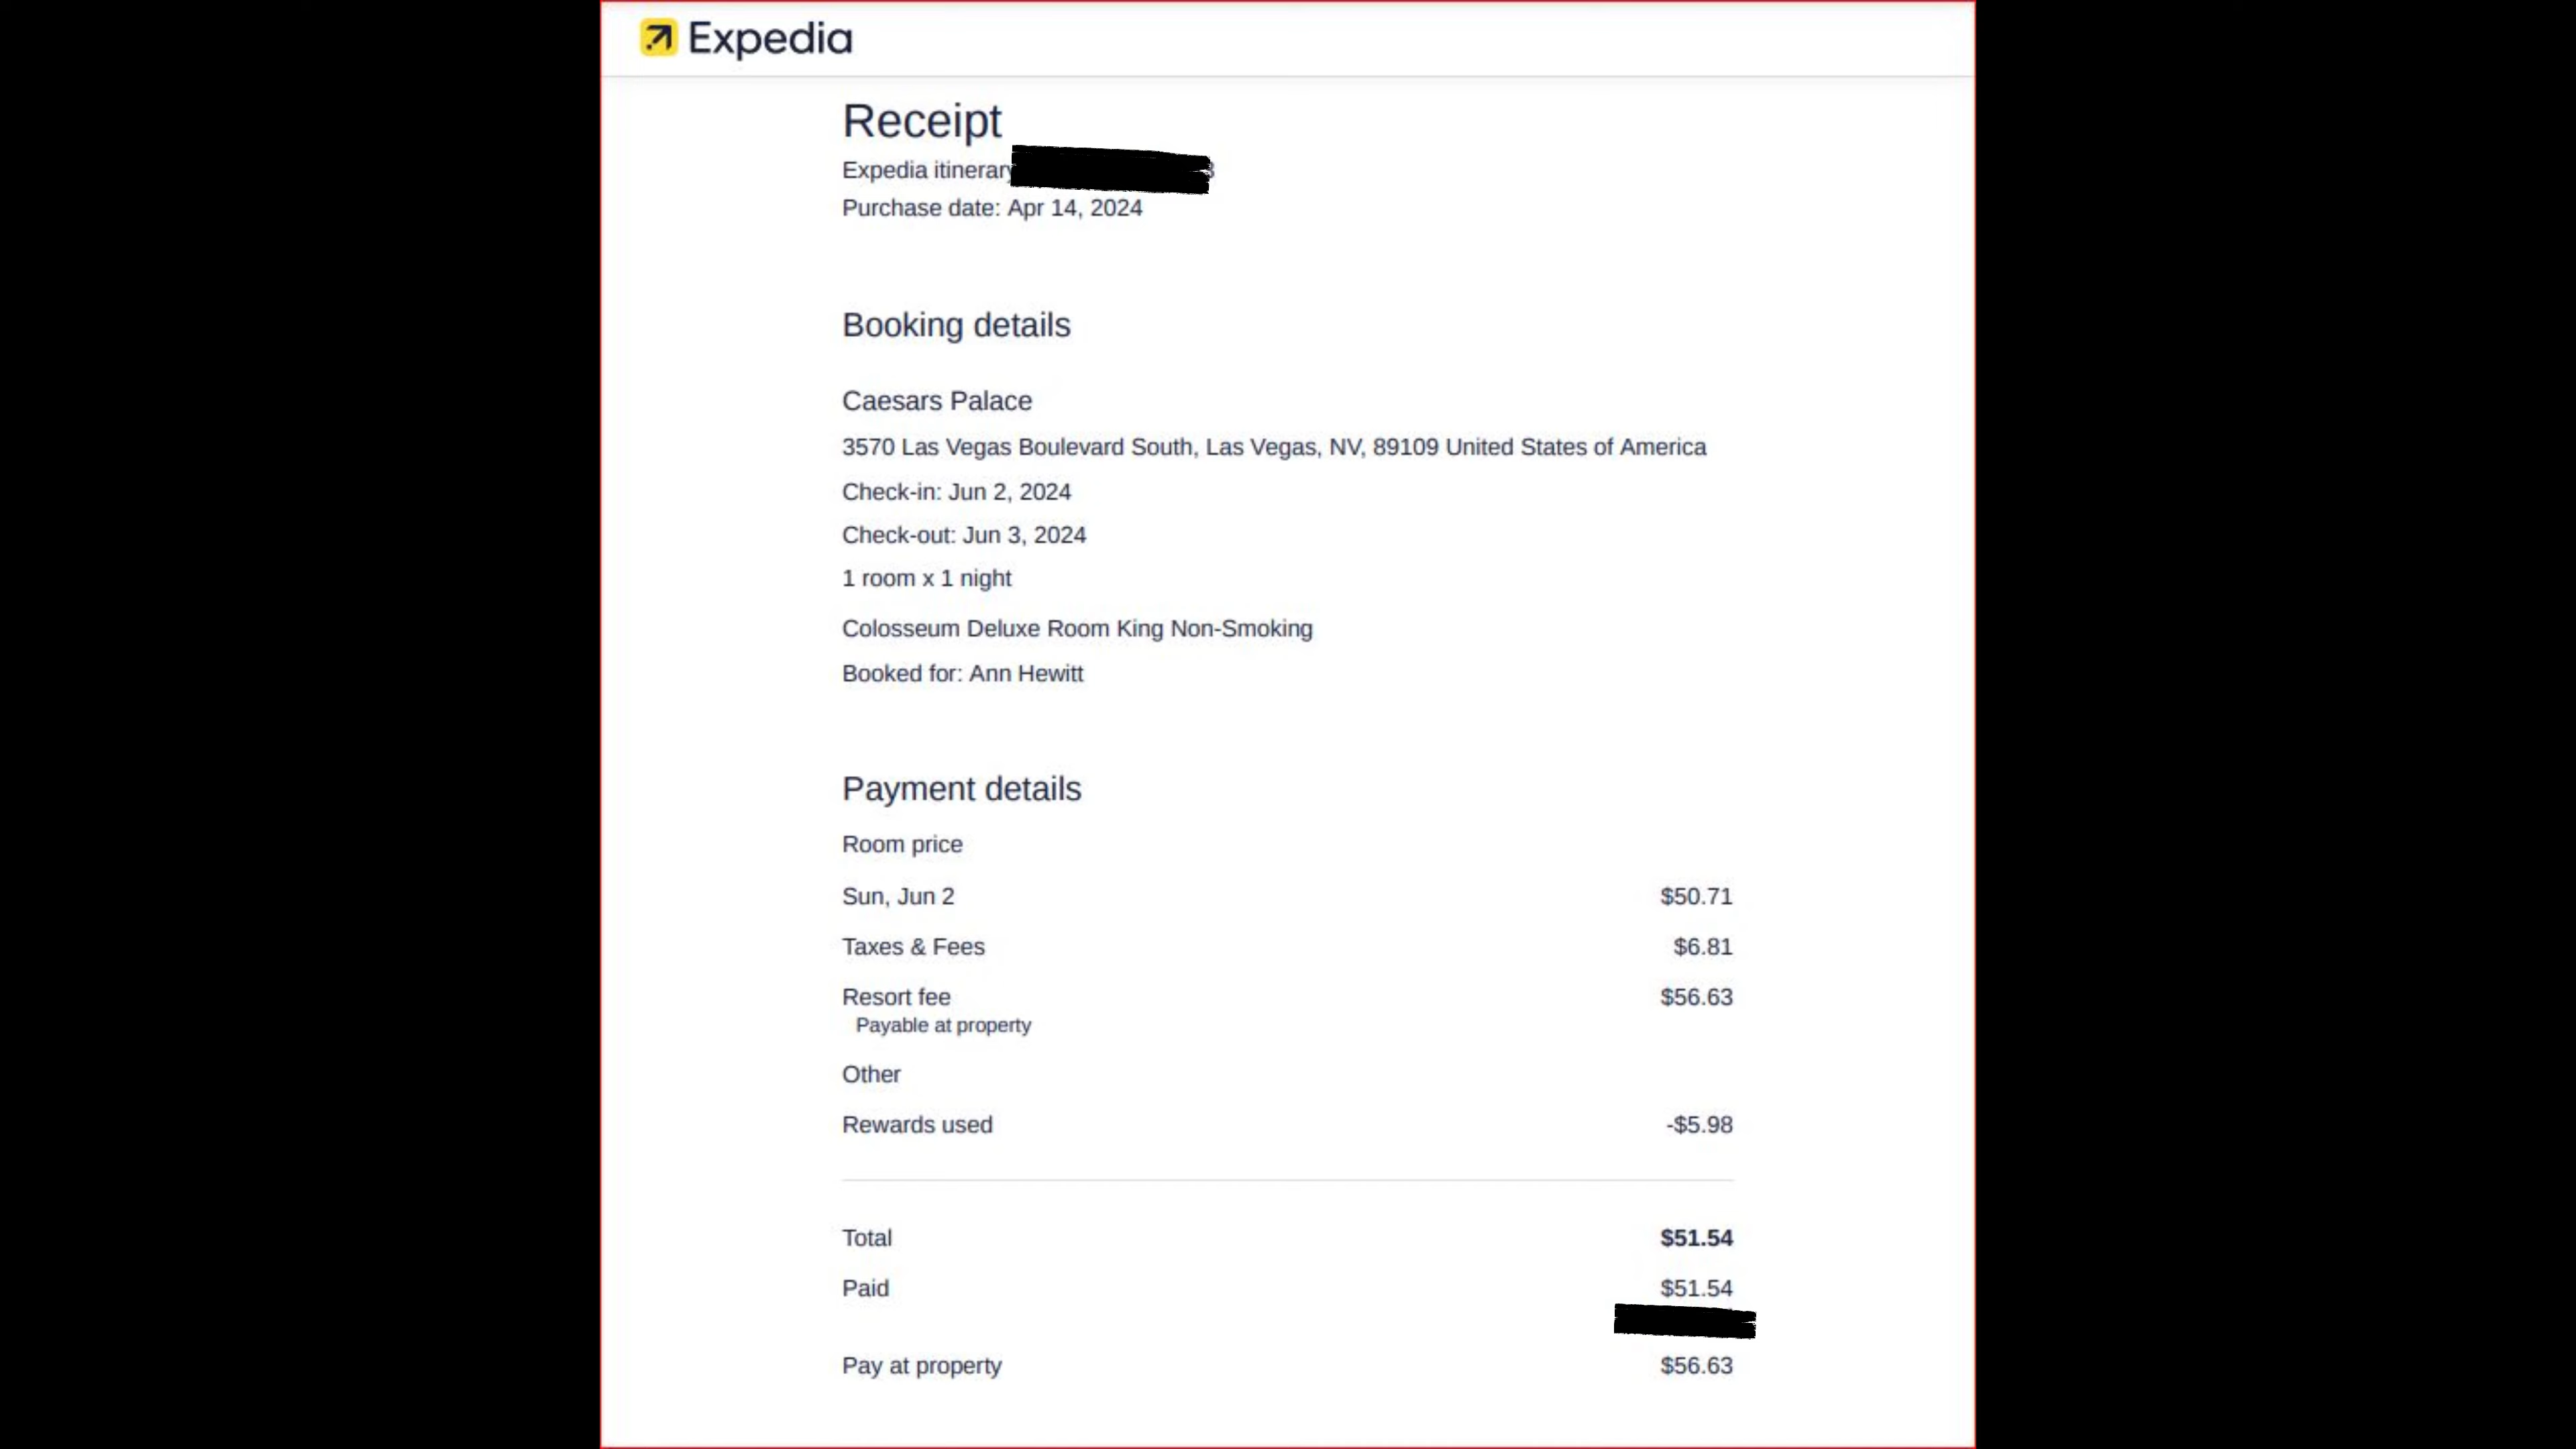 Expedia
Receipt
Expedia itinerary
Purchase date: Apr 14, 2024
Booking details
Caesars Palace
3570 Las Vegas Boulevard South, Las Vegas, NV, 89109 United States of America
Check-in: Jun 2, 2024
Check-out: Jun 3, 2024
1 room x 1 night
Colosseum Deluxe Room King Non-Smoking
Booked for: Ann Hewitt
Payment details
Room price
Sun, Jun 2 $50.71
Taxes & Fees $6.81
Resort fee $56.63
Payable at property
Other
Rewards used -$5.98
Total $51.54
Paid $51.54
Pay at property $56.63